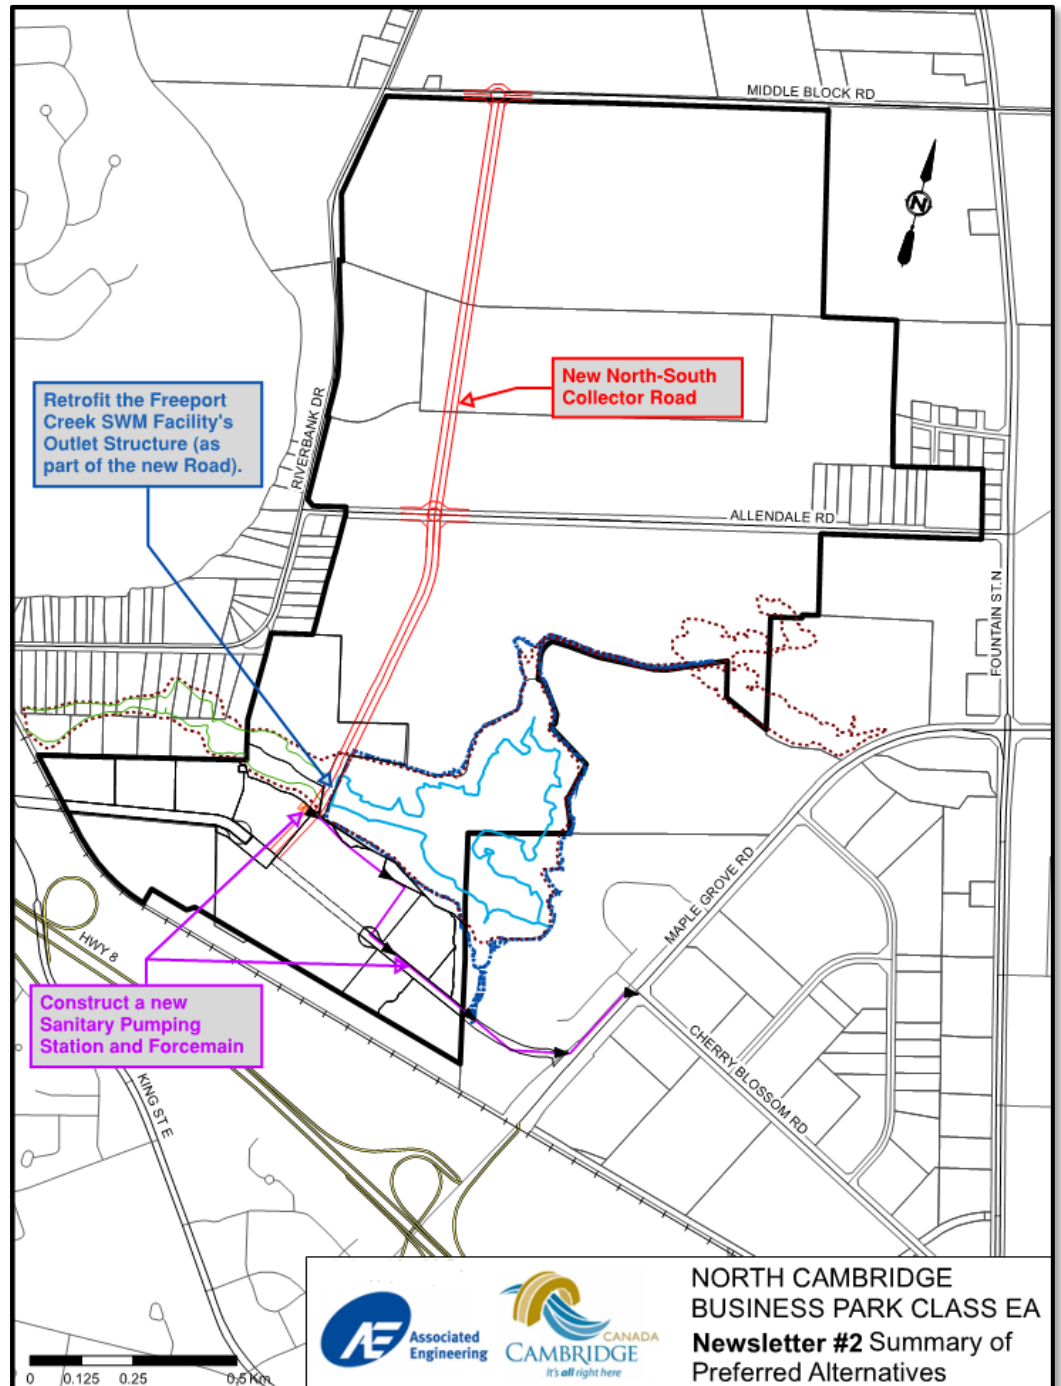 MIDDLE BLOCK RD
N
New North-South
Collector Road
Retrofit the Freeport
Creek SWM Facility's
Outlet Structure (as
part of the new Road).
RIVERBANK DR
ALLENDALE RD
FOUNTAIN ST.N
MAPLE GROVE RD
HWY 8
Construct a new
Sanitary Pumping
Station and Forcemain
CHERRY BLOSSOM RD
KING ST E
NORTH CAMBRIDGE
BUSINESS PARK CLASS EA
Newsletter #2 Summary of
Preferred Alternatives
AE Associated
Engineering
CANADA
CAMBRIDGE
It's all right here
0 0.125 0.25 0.5 Km